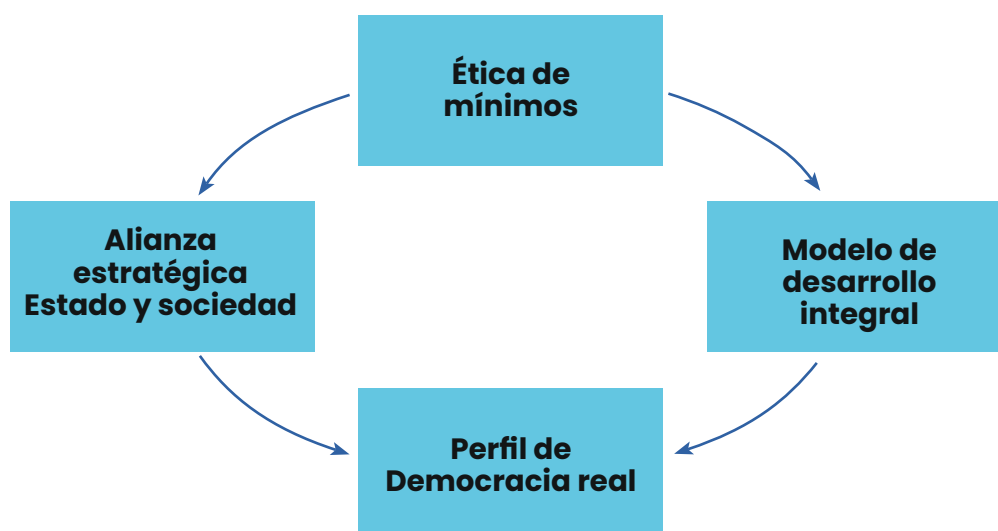 Ética de
mínimos
Alianza
estratégica
Estado y sociedad
Modelo de
desarrollo
integral
Perfil de
Democracia real